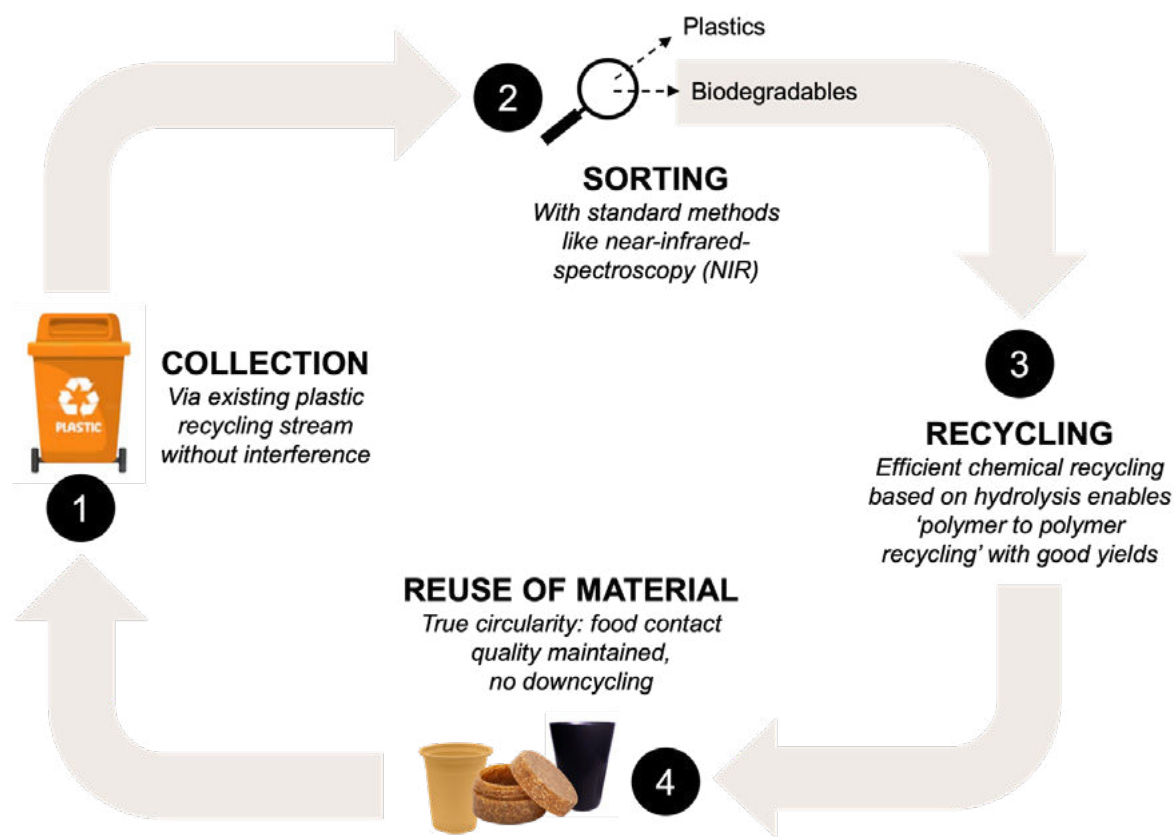 Plastics
2
Biodegradables
SORTING
With standard methods
like near-infrared-
spectroscopy (NIR)
PLASTIC
COLLECTION
Via existing plastic
recycling stream
without interference
1
3
RECYCLING
Efficient chemical recycling
based on hydrolysis enables
‘polymer to polymer
recycling’ with good yields
REUSE OF MATERIAL
True circularity: food contact
quality maintained,
no downcycling
4